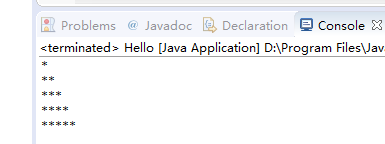 Problems @ Javadoc Declaration Console
<terminated> Hello [Java Application] D:\Program Files\Jav
*
**
***
****
*****